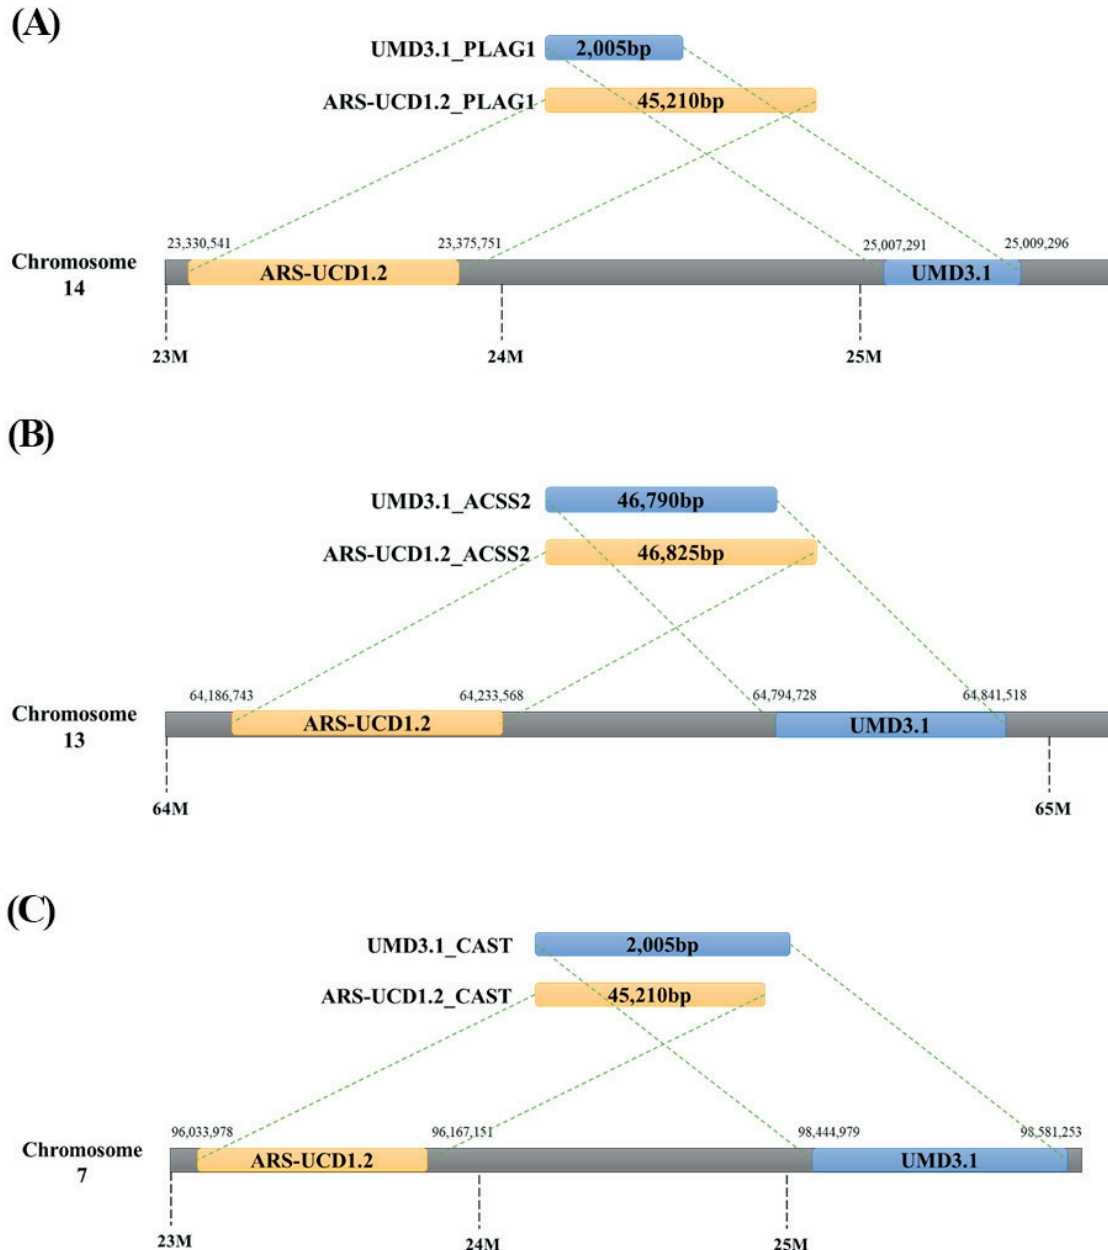 (A)
UMD3.1_PLAG1
2,005bp
ARS-UCD1.2_PLAG1
45,210bp
23,330,541
23,375,751
25,007,291
25,009,296
Chromosome
14
ARS-UCD1.2
UMD3.1
23M
24M
25M
(B)
UMD3.1_ACSS2
46,790bp
ARS-UCD1.2_ACSS2
46,825bp
64,186,743
64,233,568
64,794,728
64,841,518
Chromosome
13
ARS-UCD1.2
UMD3.1
64M
65M
(C)
UMD3.1_CAST
2,005bp
ARS-UCD1.2_CAST
45,210bp
96,033,978
96,167,151
98,444,979
98,581,253
Chromosome
7
ARS-UCD1.2
UMD3.1
23M
24M
25M